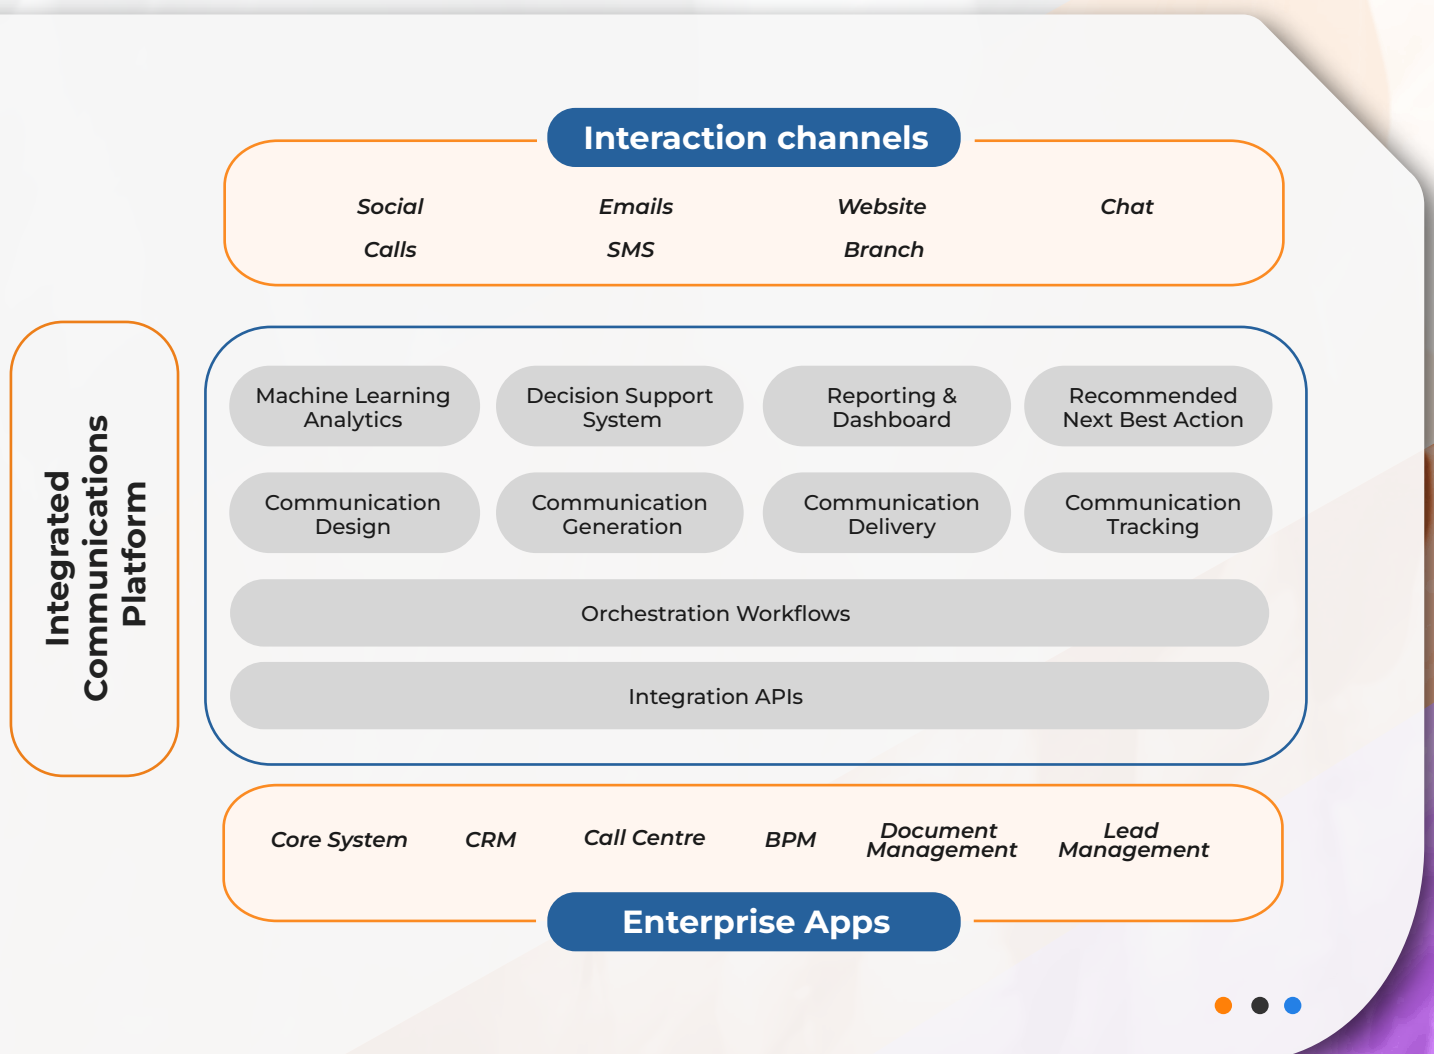 Interaction channels
Social
Emails
Website
Chat
Calls
SMS
Branch
Integrated
Communications
Platform
Machine Learning
Analytics
Decision Support
System
Reporting &
Dashboard
Recommended
Next Best Action
Communication
Design
Communication
Generation
Communication
Delivery
Communication
Tracking
Orchestration Workflows
Integration APIs
Core System
CRM
Call Centre
BPM
Document
Management
Lead
Management
Enterprise Apps